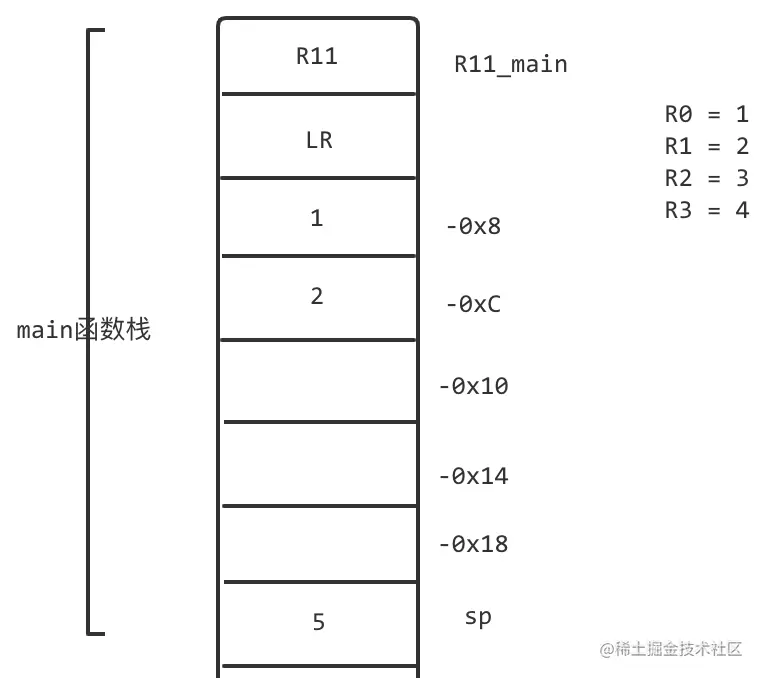 R11
R11_main
R0 = 1
LR
R1 = 2
R2 = 3
R3 = 4
1
-0x8
2
-0xC
main函数栈
-0x10
-0x14
-0x18
5
sp
@稀土掘金技术社区